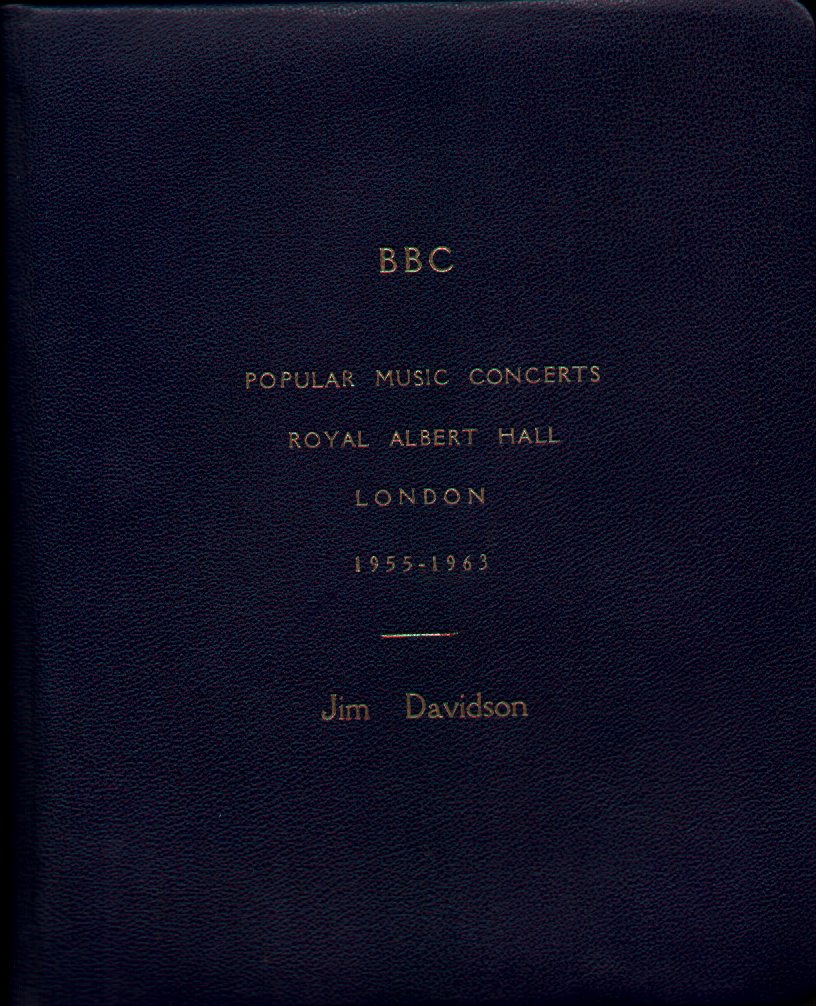 BBC
POPULAR MUSIC CONCERTS
ROYAL ALBERT HALL
LONDON
1955-1963
Jim Davidson